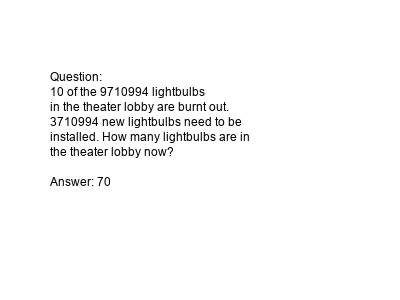 Question:
10 of the 9710994 lightbulbs
in the theater lobby are burnt out.
3710994 new lightbulbs need to be
installed. How many lightbulbs are in
the theater lobby now?
Answer: 70